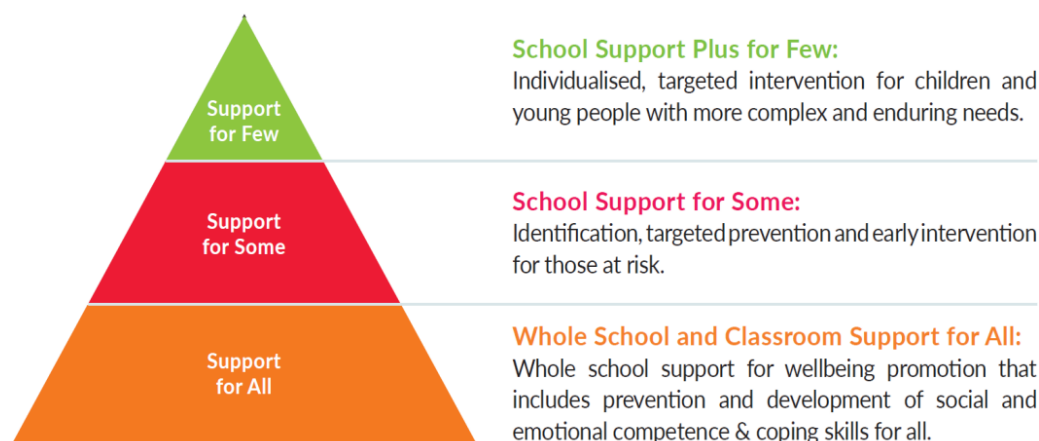 Support
for Few
School Support Plus for Few:
Individualised, targeted intervention for children and
young people with more complex and enduring needs.
Support
for Some
School Support for Some:
Identification, targeted prevention and early intervention
for those at risk.
Support
for All
Whole School and Classroom Support for All:
Whole school support for wellbeing promotion that
includes prevention and development of social and
emotional competence & coping skills for all.